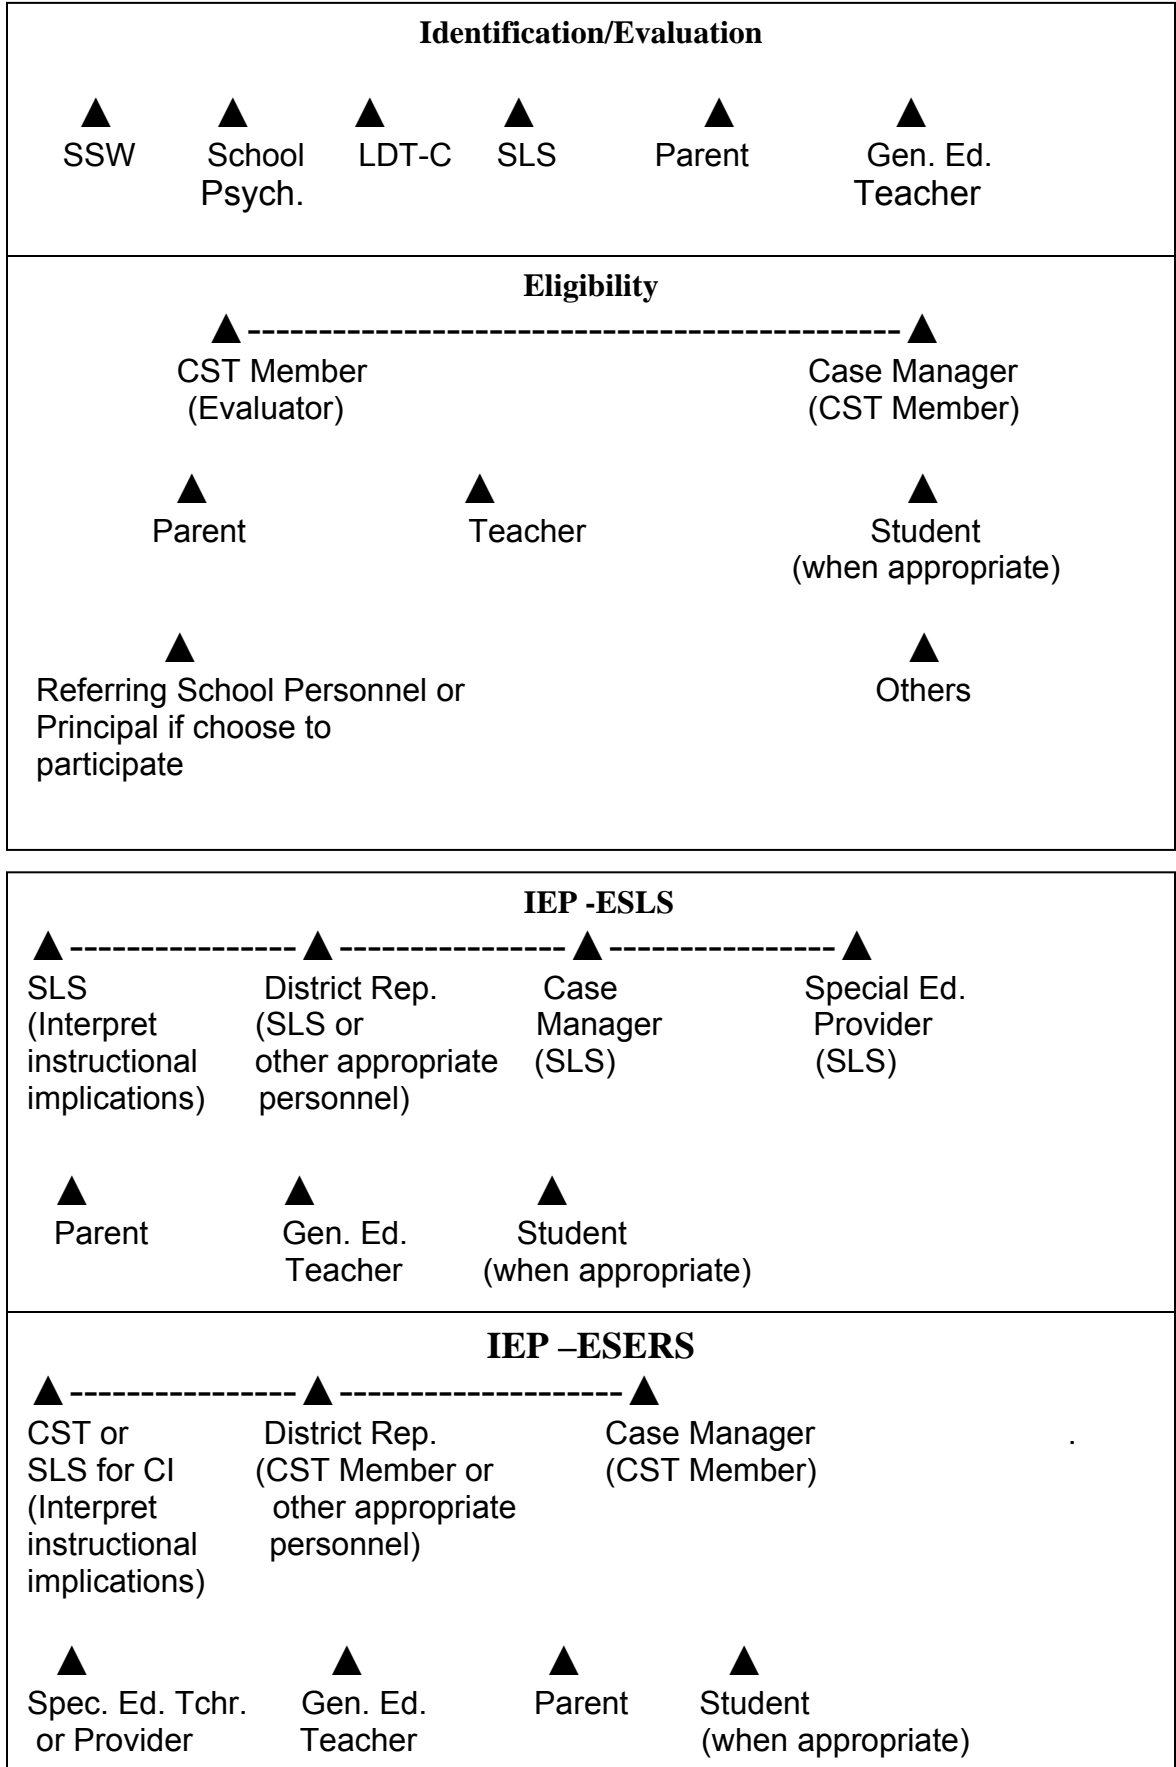 Identification/Evaluation
▲ ▲ ▲ ▲ ▲ ▲
SSW School LDT-C SLS Parent Gen. Ed.
Psych. Teacher
Eligibility
▲----------------------------------------------▲
CST Member Case Manager
(Evaluator) (CST Member)
▲ ▲ ▲
Parent Teacher Student
(when appropriate)
▲ ▲
Referring School Personnel or Others
Principal if choose to
participate
IEP -ESLS
▲----------------▲----------------▲----------------▲
SLS District Rep. Case Special Ed.
(Interpret (SLS or Manager Provider
instructional other appropriate (SLS) (SLS)
implications) personnel)
▲ ▲ ▲
Parent Gen. Ed. Student
Teacher (when appropriate)
IEP –ESERS
▲----------------▲--------------------▲
CST or District Rep. Case Manager .
SLS for CI (CST Member or (CST Member)
(Interpret other appropriate
instructional personnel)
implications)
▲ ▲ ▲ ▲
Spec. Ed. Tchr. Gen. Ed. Parent Student
or Provider Teacher (when appropriate)